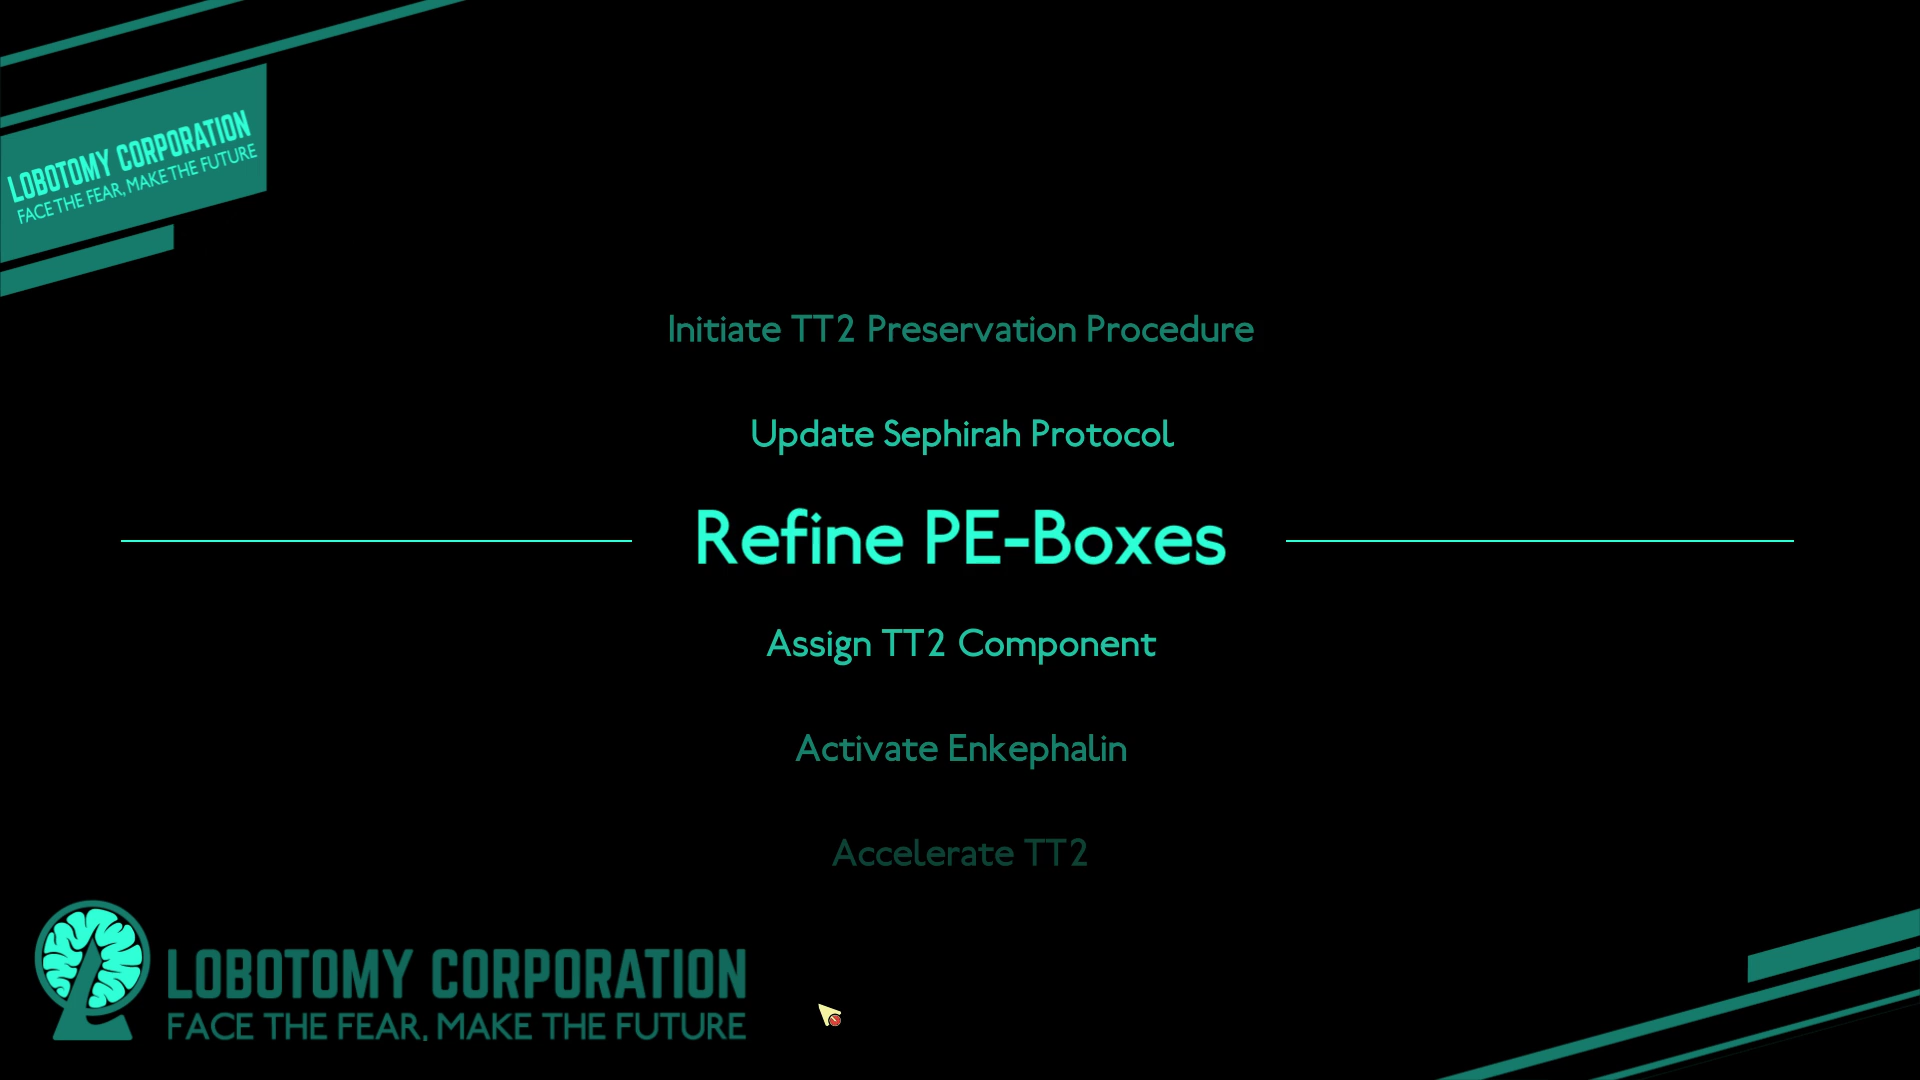 LOBOTOMY CORPORATION
FACE THE FEAR, MAKE THE FUTURE
Initiate TT2 Preservation Procedure
Update Sephirah Protocol
Refine PE-Boxes
Assign TT2 Component
Activate Enkephalin
Accelerate TT2
LOBOTOMY CORPORATION
FACE THE FEAR, MAKE THE FUTURE